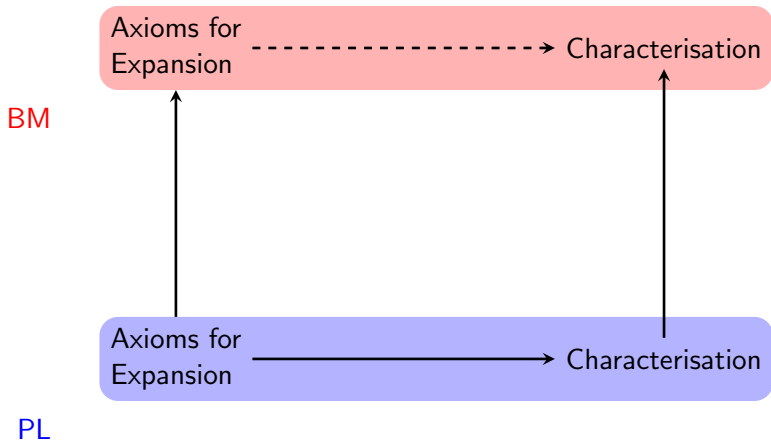 Axioms for
Expansion
Characterisation
BM
Axioms for
Expansion
Characterisation
PL